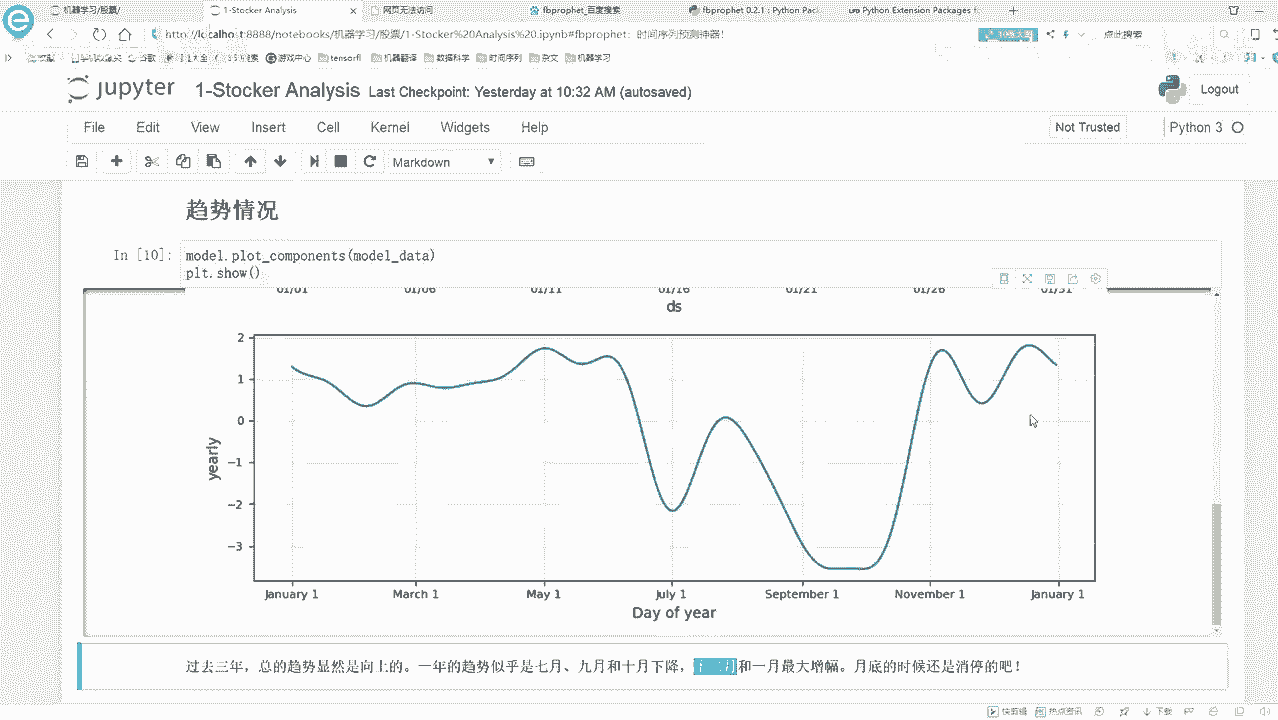 机器学习/股票/ 1-Stocker Analysis 网页无法访问 fbprophet_百度搜索 fbprophet 0.2.1 : Python Pac Python Extension Packages f
http://localhost:8888/notebooks/机器学习/股票/1-Stocker%20Analysis%20.ipynb#fbprophet：时间序列预测神器! 点此搜索
游戏中心 tensorfl 机器翻译 数据科学 时间序列 杂文 机器学习
jupyter 1-Stocker Analysis Last Checkpoint: Yesterday at 10:32 AM (autosaved) Logout
File Edit View Insert Cell Kernel Widgets Help Not Trusted Python 3
Markdown
趋势情况
In [10]: model.plot_components(model_data)
plt.show()
01/01 01/06 01/11 01/16 01/21 01/26 01/31
ds
2
1
0
−1
−2
−3
yearly
January 1 March 1 May 1 July 1 September 1 November 1 January 1
Day of year
过去三年，总的趋势显然是向上的。一年的趋势似乎是七月、九月和十月下降，和一月最大增幅。月底的时候还是消停的吧！
快剪辑 热点资讯 下载